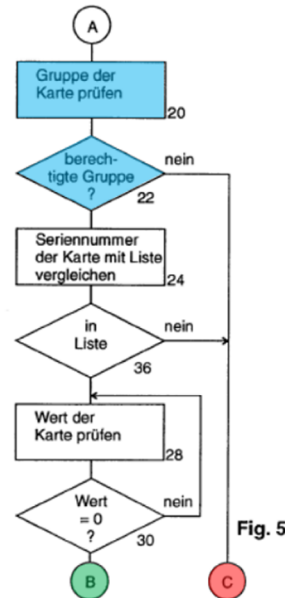 A
Gruppe der
Karte prüfen
20
berech-
tigte Gruppe
?
nein
22
Seriennummer
der Karte mit Liste
vergleichen
24
in
Liste
nein
36
Wert der
Karte prüfen
28
Wert
= 0
?
nein
30
Fig. 5
B
C